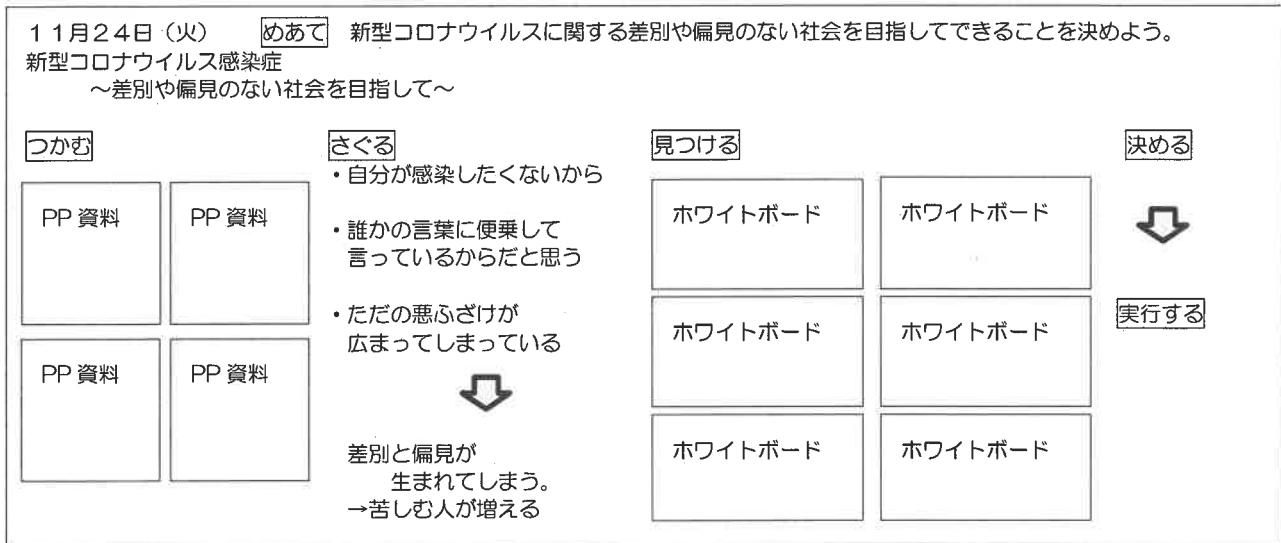 11月24日（火）　めあて　新型コロナウイルスに関する差別や偏見のない社会を目指してできることを決めよう。
新型コロナウイルス感染症
～差別や偏見のない社会を目指して～
つかむ
PP 資料　PP 資料
PP 資料　PP 資料
さぐる
・自分が感染したくないから
・誰かの言葉に便乗して
言っているからだと思う
・ただの悪ふざけが
広まってしまっている
差別と偏見が
生まれてしまう。
→苦しむ人が増える
見つける
ホワイトボード　ホワイトボード
ホワイトボード　ホワイトボード
ホワイトボード　ホワイトボード
決める
実行する